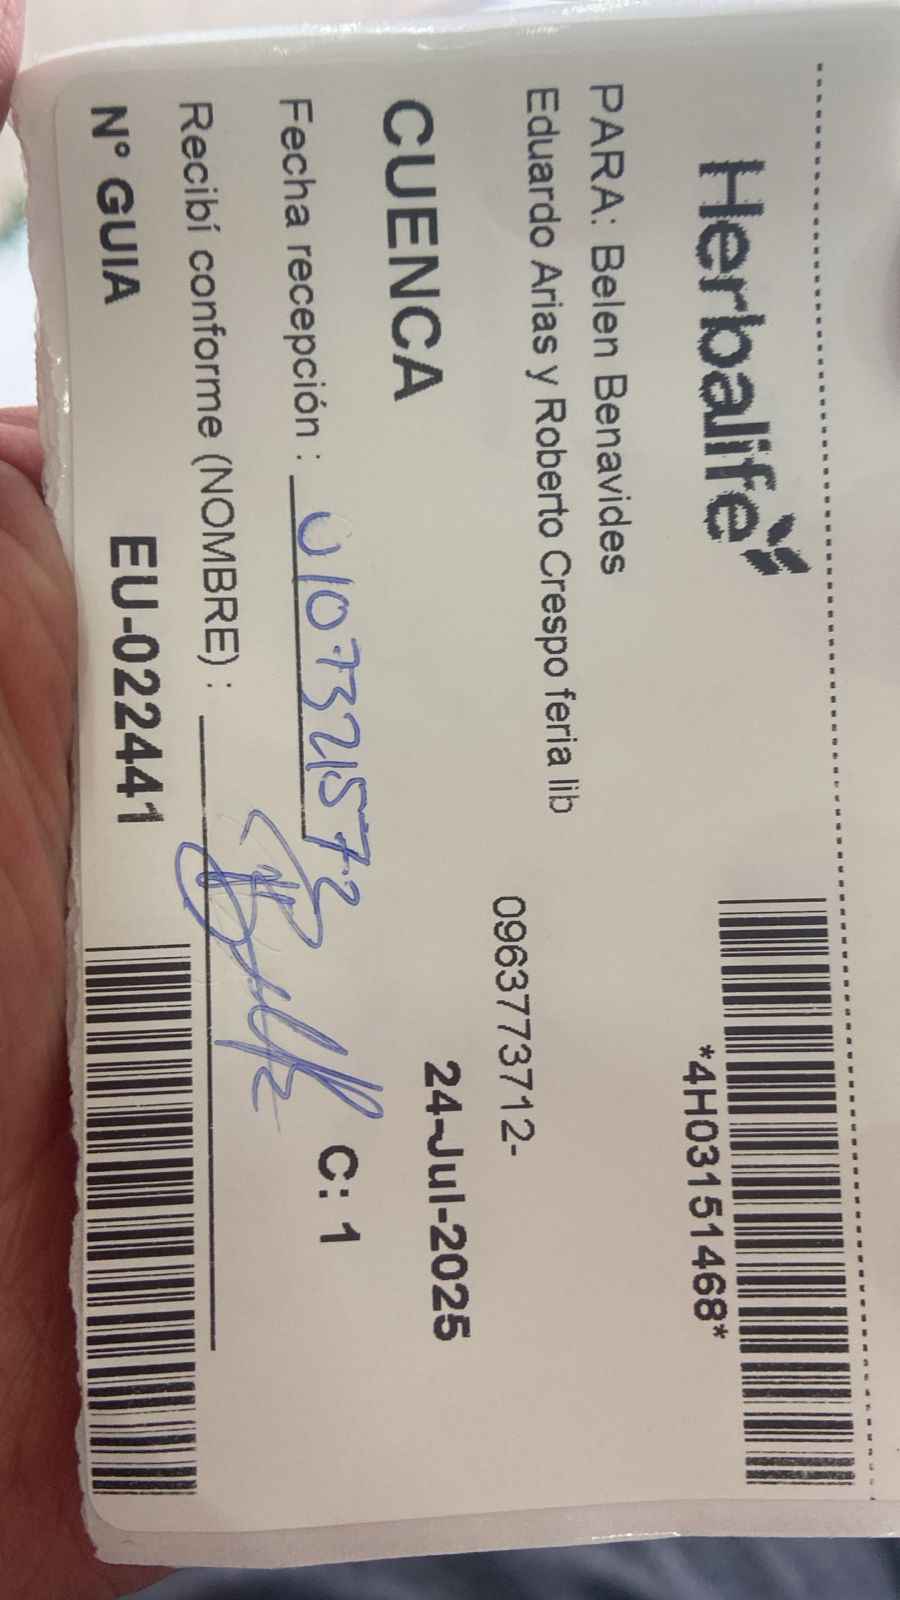 Herbalife
*4H03151468*
PARA: Belen Benavides
Eduardo Arias y Roberto Crespo feria lib
0963773712-
CUENCA
24-Jul-2025
Fecha recepción : 0107321573
C: 1
Recibí conforme (NOMBRE) :
N° GUIA EU-022441